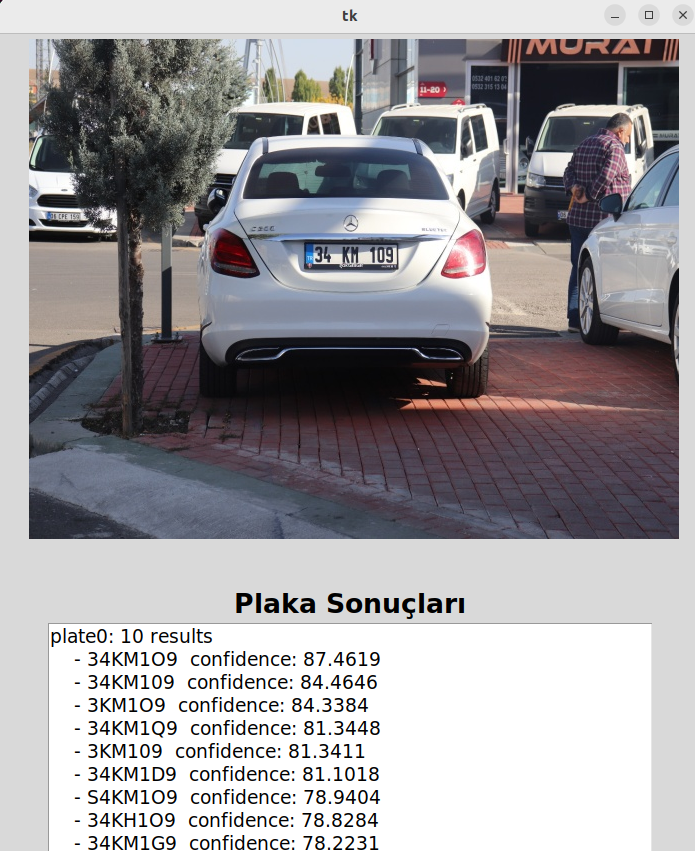 tk
MURAT
11-20
C 200
TR 34 KM 109
Plaka Sonuçları
plate0: 10 results
- 34KM1O9 confidence: 87.4619
- 34KM109 confidence: 84.4646
- 3KM1O9 confidence: 84.3384
- 34KM1Q9 confidence: 81.3448
- 3KM109 confidence: 81.3411
- 34KM1D9 confidence: 81.1018
- S4KM1O9 confidence: 78.9404
- 34KH1O9 confidence: 78.8284
- 34KM1G9 confidence: 78.2231